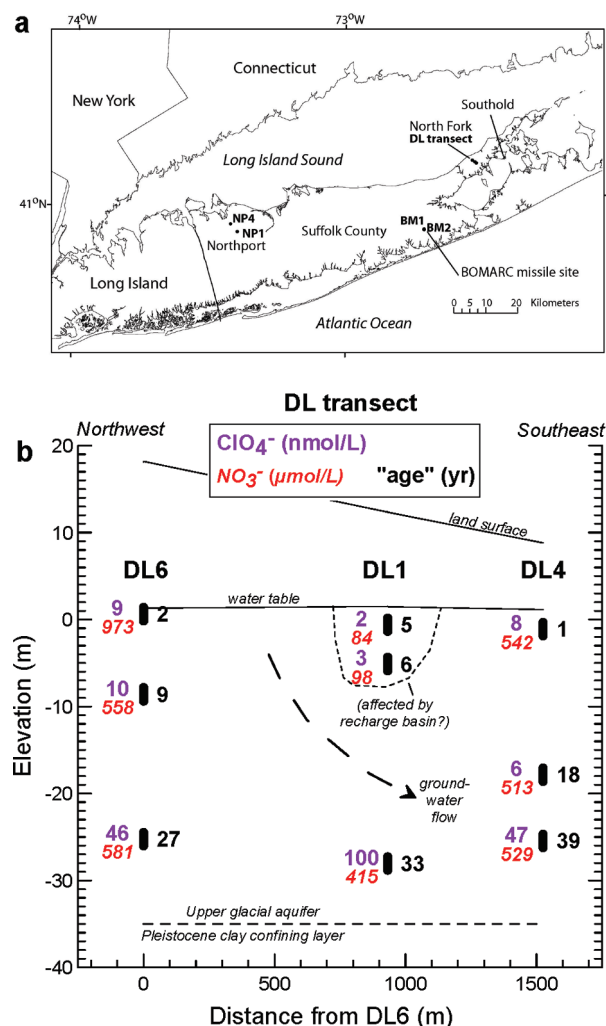 a
74°W
73°W
Connecticut
New York
Southold
North Fork
DL transect
Long Island Sound
41°N
NP4
NP1
Northport
Suffolk County
BM1
BM2
BOMARC missile site
Long Island
0 5 10 20 Kilometers
Atlantic Ocean
DL transect
b
Northwest
Southeast
ClO4- (nmol/L)
NO3- (µmol/L) "age" (yr)
land surface
DL6
DL1
DL4
water table
9
973
2
2
84
5
8
542
1
3
98
6
10
558
9
(affected by
recharge basin?)
6
513
18
ground-
water
flow
46
581
27
100
415
33
47
529
39
Upper glacial aquifer
Pleistocene clay confining layer
20
10
0
-10
-20
-30
-40
Elevation (m)
0
500
1000
1500
Distance from DL6 (m)